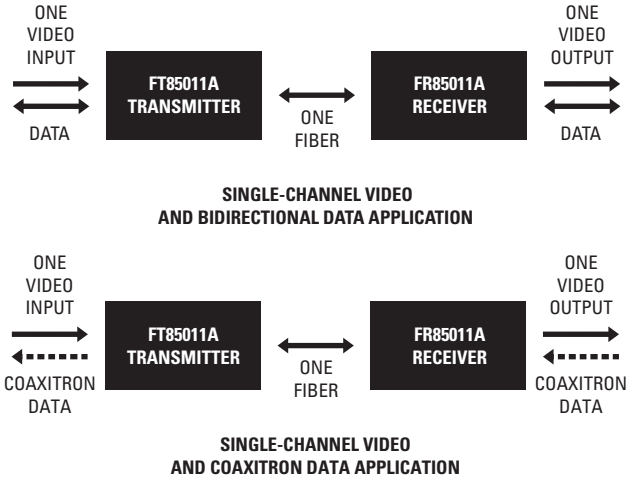 ONE
VIDEO
INPUT
DATA
FT85011A
TRANSMITTER
ONE
FIBER
FR85011A
RECEIVER
ONE
VIDEO
OUTPUT
DATA
SINGLE-CHANNEL VIDEO
AND BIDIRECTIONAL DATA APPLICATION
ONE
VIDEO
INPUT
COAXITRON
DATA
FT85011A
TRANSMITTER
ONE
FIBER
FR85011A
RECEIVER
ONE
VIDEO
OUTPUT
COAXITRON
DATA
SINGLE-CHANNEL VIDEO
AND COAXITRON DATA APPLICATION